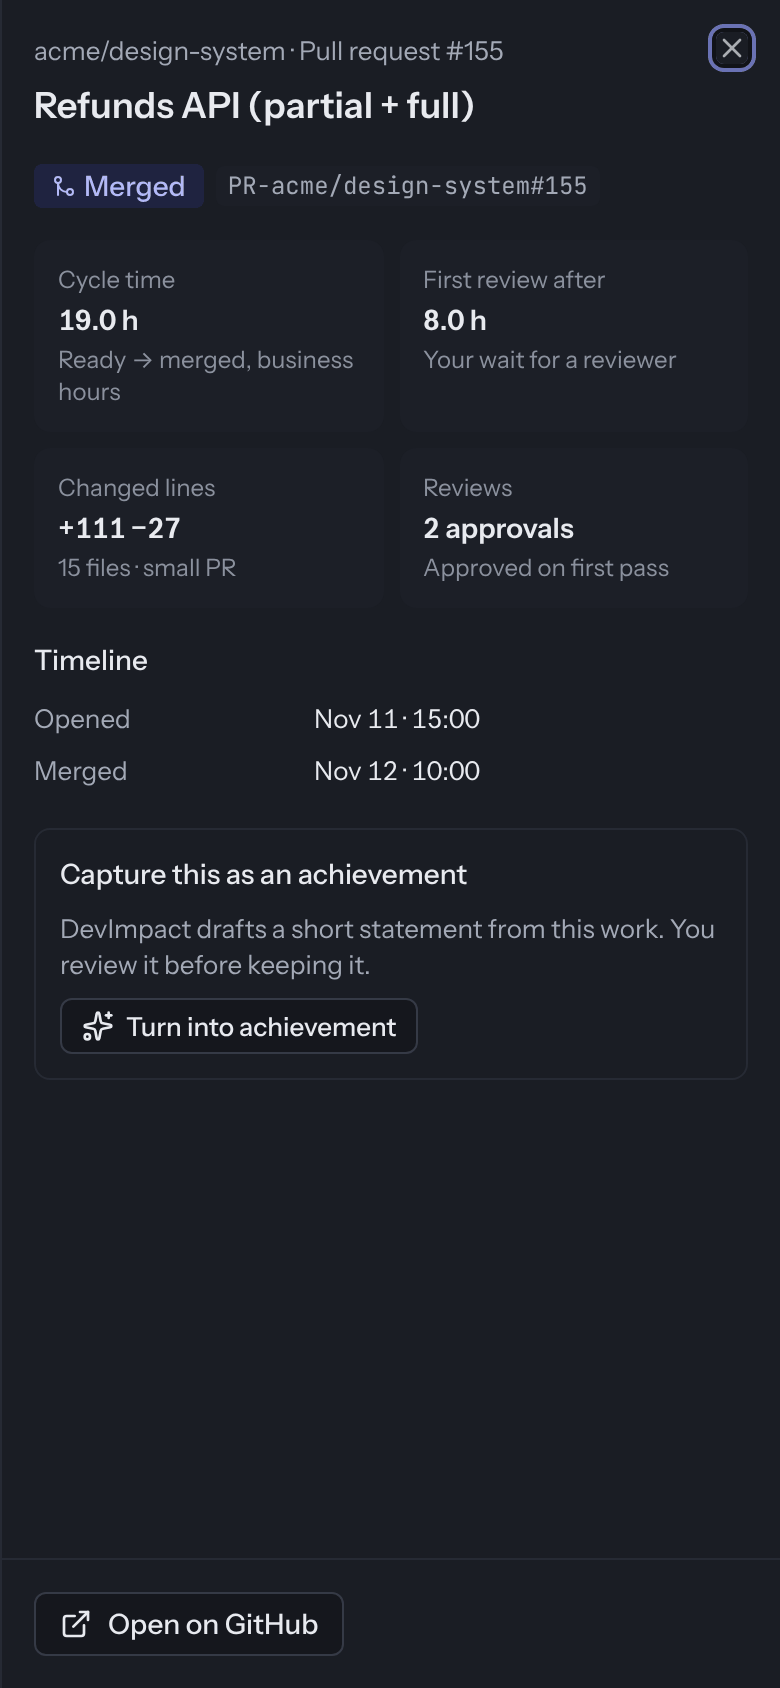 acme/design-system · Pull request #155
Refunds API (partial + full)
Merged PR-acme/design-system#155
Cycle time
19.0 h
Ready → merged, business
hours
First review after
8.0 h
Your wait for a reviewer
Changed lines
+111 −27
15 files · small PR
Reviews
2 approvals
Approved on first pass
Timeline
Opened Nov 11 · 15:00
Merged Nov 12 · 10:00
Capture this as an achievement
DevImpact drafts a short statement from this work. You
review it before keeping it.
Turn into achievement
Open on GitHub